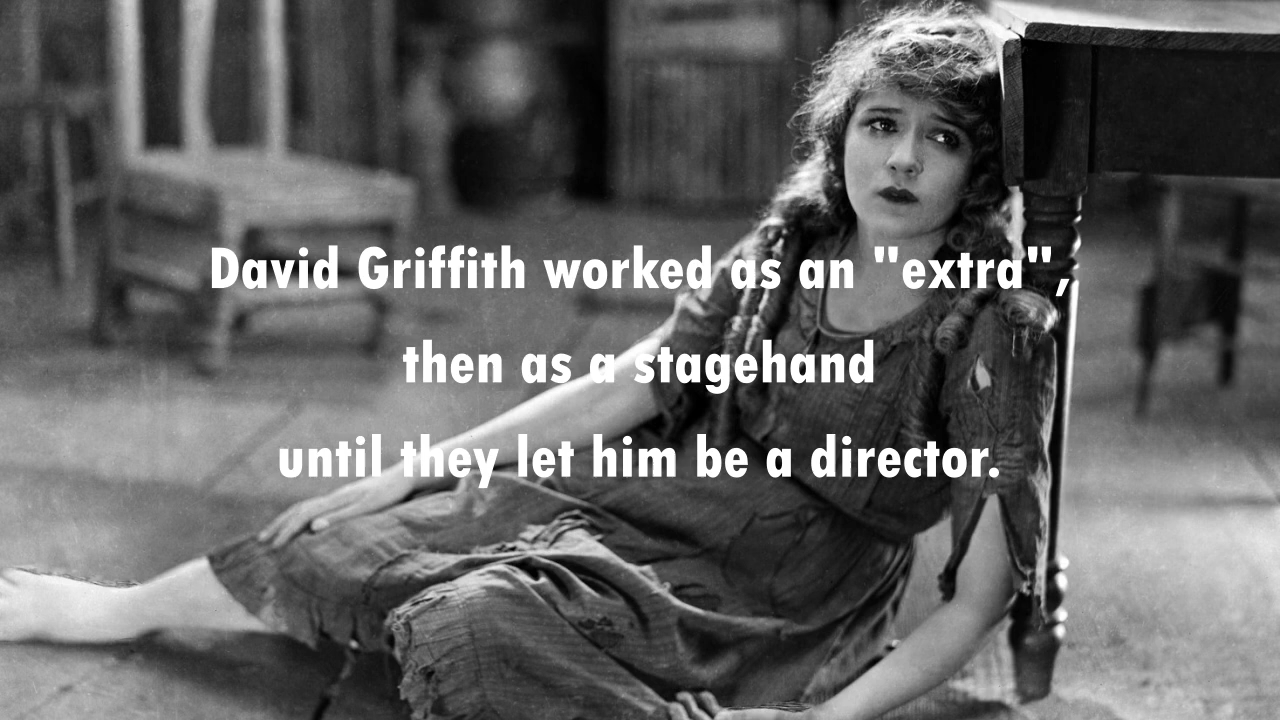 David Griffith worked as an "extra",
then as a stagehand
until they let him be a director.